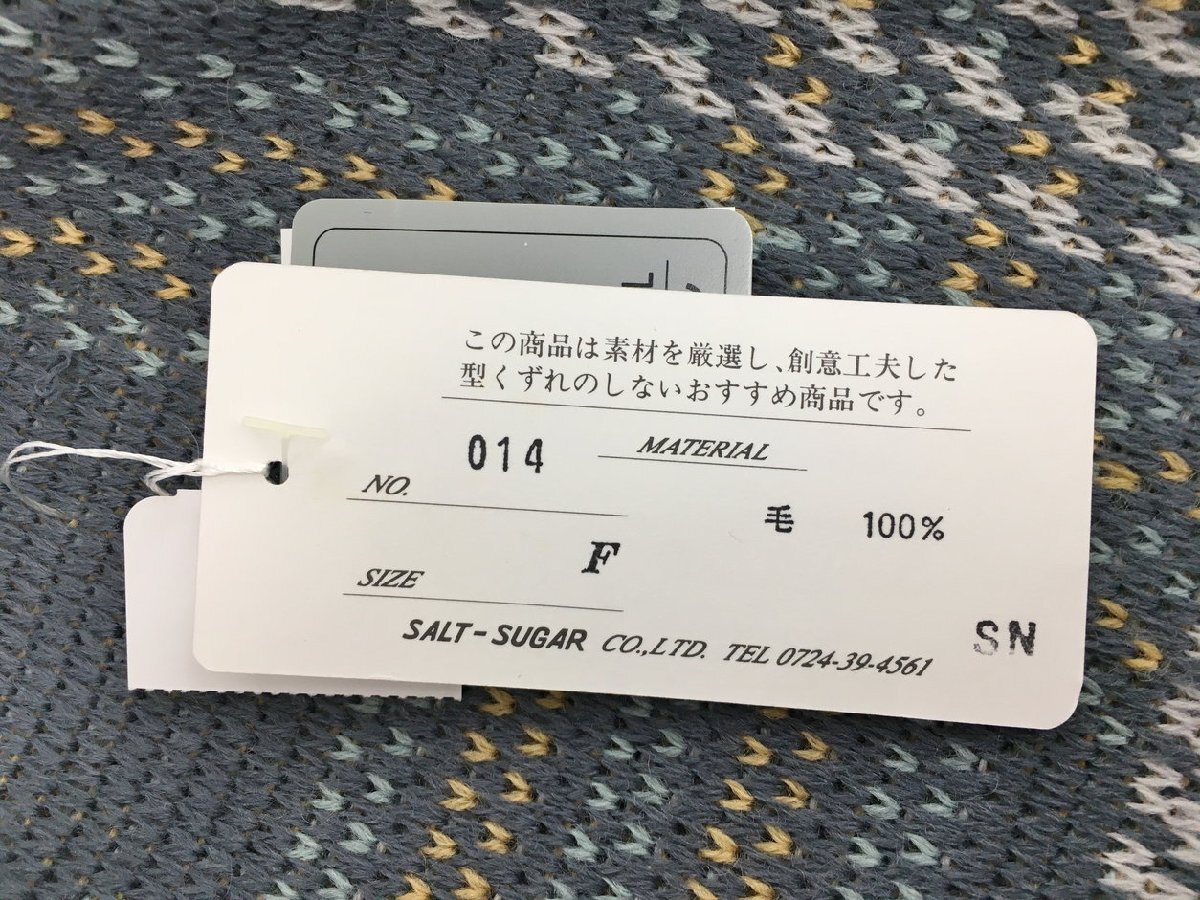 この商品は素材を厳選し、創意工夫した
型くずれのしないおすすめ商品です。
NO. 014
MATERIAL
毛 100%
SIZE F
SALT-SUGAR CO.,LTD. TEL 0724-39-4561
SN